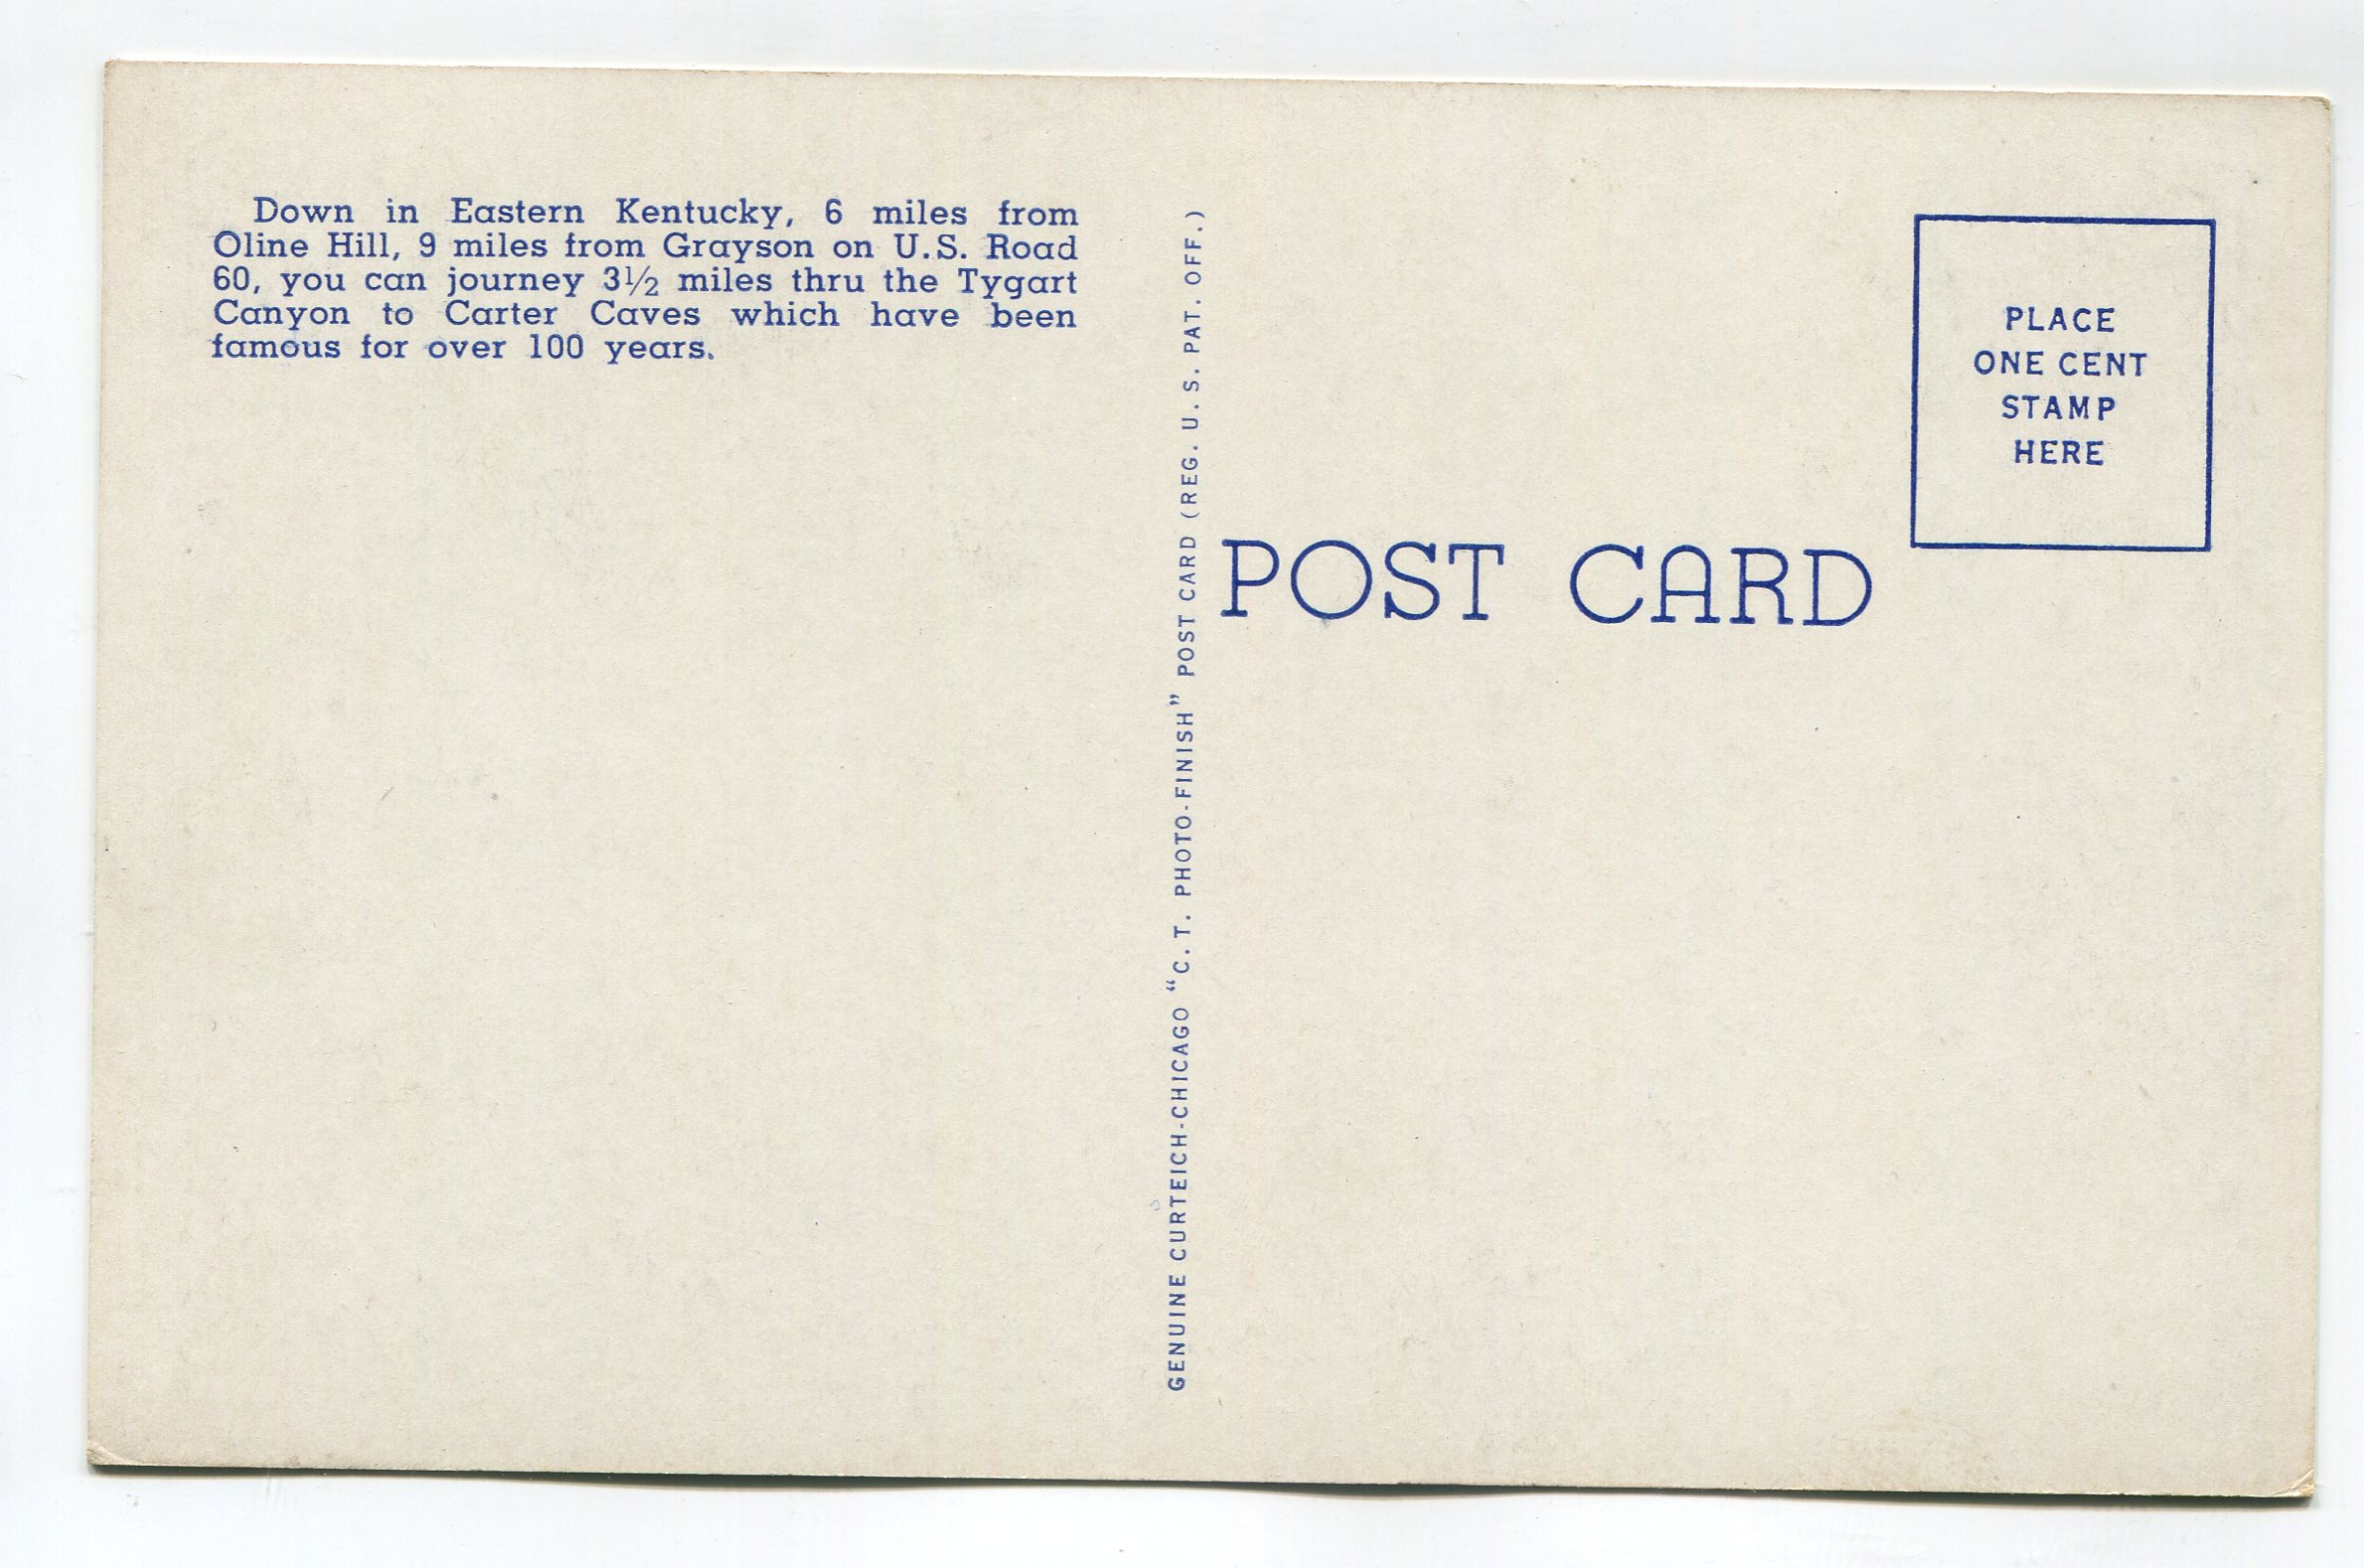 Down in Eastern Kentucky, 6 miles from
Oline Hill, 9 miles from Grayson on U.S. Road
60, you can journey 3½ miles thru the Tygart
Canyon to Carter Caves which have been
famous for over 100 years.
GENUINE CURTEICH-CHICAGO “C. T. PHOTO-FINISH” POST CARD (REG. U. S. PAT. OFF.)
POST CARD
PLACE
ONE CENT
STAMP
HERE